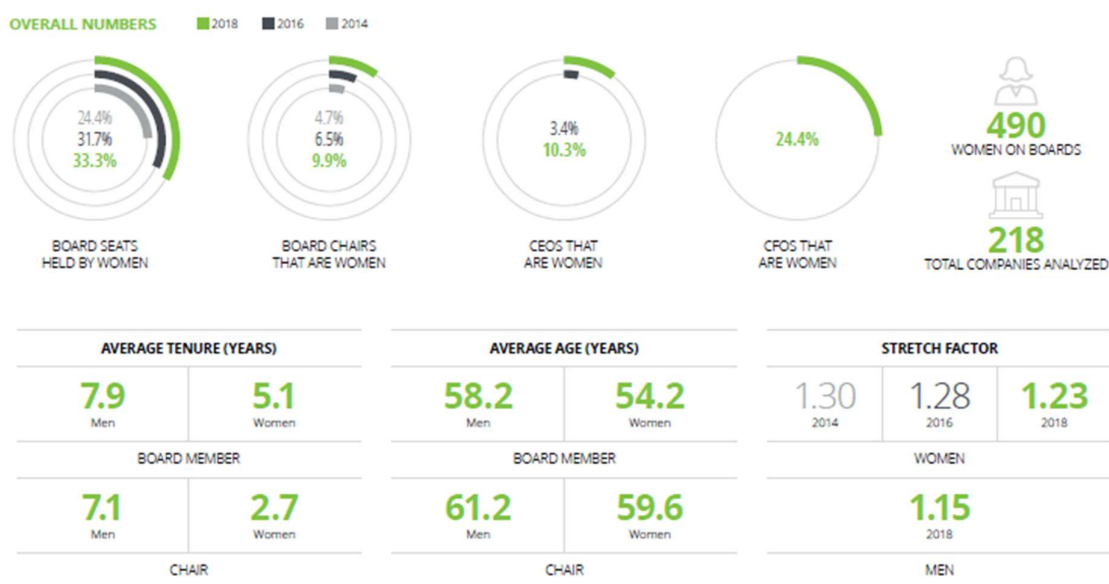 OVERALL NUMBERS 2018 2016 2014
24.4%
31.7%
33.3%
BOARD SEATS
HELD BY WOMEN
4.7%
6.5%
9.9%
BOARD CHAIRS
THAT ARE WOMEN
3.4%
10.3%
CEOS THAT
ARE WOMEN
24.4%
CFOS THAT
ARE WOMEN
490
WOMEN ON BOARDS
218
TOTAL COMPANIES ANALYZED
AVERAGE TENURE (YEARS)
7.9 5.1
Men Women
BOARD MEMBER
7.1 2.7
Men Women
CHAIR
AVERAGE AGE (YEARS)
58.2 54.2
Men Women
BOARD MEMBER
61.2 59.6
Men Women
CHAIR
STRETCH FACTOR
1.30 1.28 1.23
2014 2016 2018
WOMEN
1.15
2018
MEN